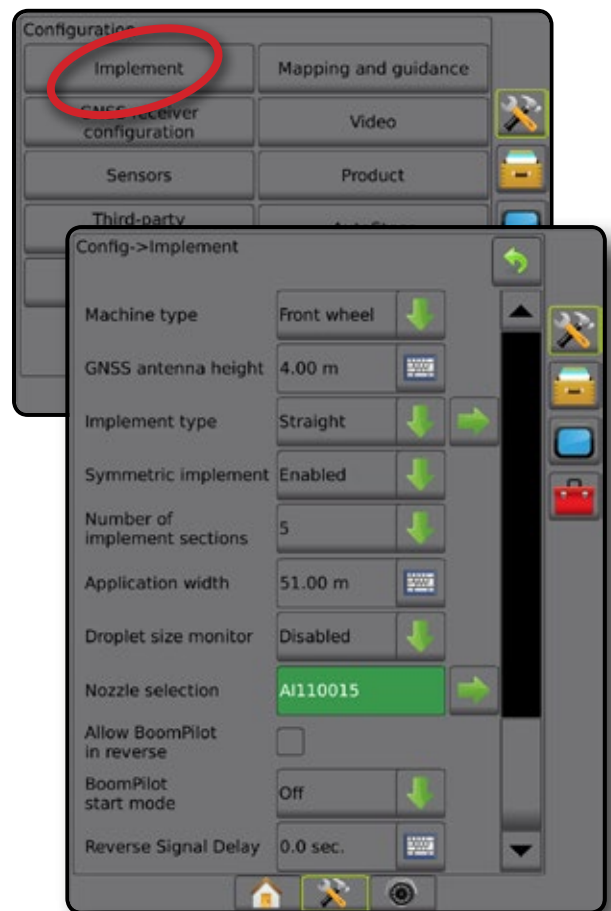 Configuration
Implement
Mapping and guidance
GNSS receiver
configuration
Video
Sensors
Product
Third-party
Config->Implement
Machine type
Front wheel
GNSS antenna height
4.00 m
Implement type
Straight
Symmetric implement
Enabled
Number of
implement sections
5
Application width
51.00 m
Droplet size monitor
Disabled
Nozzle selection
AI110015
Allow BoomPilot
in reverse
BoomPilot
start mode
Off
Reverse Signal Delay
0.0 sec.